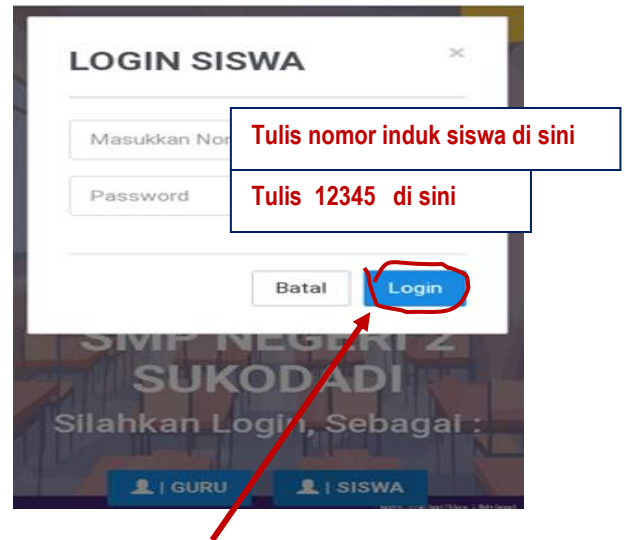 LOGIN SISWA
×
Masukkan Nor
Tulis nomor induk siswa di sini
Password
Tulis 12345 di sini
Batal
Login
SMP NEGERI 2
SUKODADI
Silahkan Login, Sebagai :
| GURU
| SISWA